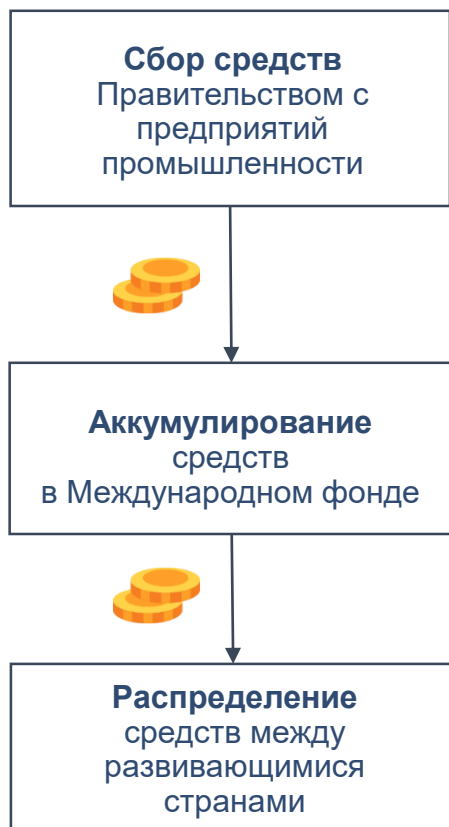 Сбор средств
Правительством с
предприятий
промышленности
Аккумулирование
средств
в Международном фонде
Распределение
средств между
развивающимися
странами